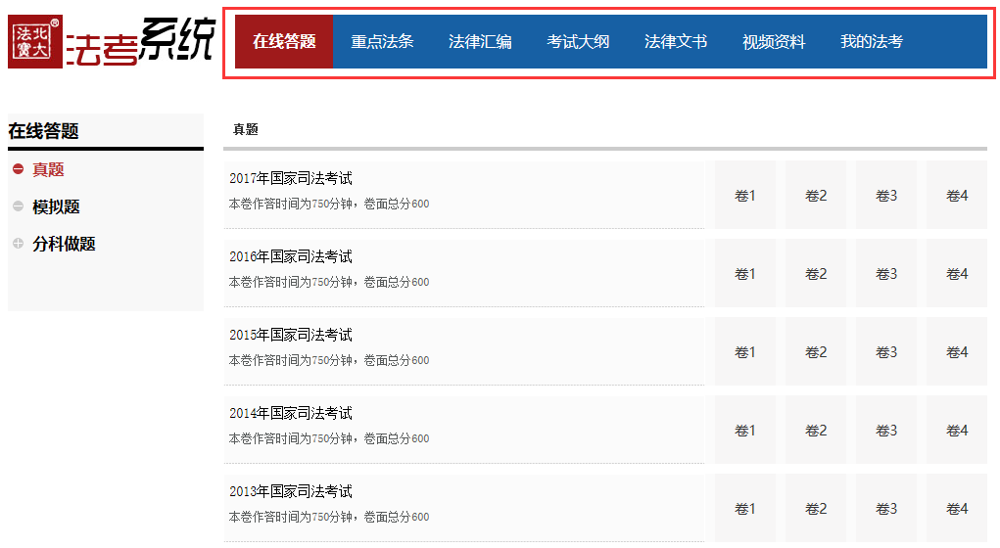 北大法寶®
法考系统
在线答题 重点法条 法律汇编 考试大纲 法律文书 视频资料 我的法考
在线答题
真题
模拟题
分科做题
真题
2017年国家司法考试
本卷作答时间为750分钟，卷面总分600
卷1 卷2 卷3 卷4
2016年国家司法考试
本卷作答时间为750分钟，卷面总分600
卷1 卷2 卷3 卷4
2015年国家司法考试
本卷作答时间为750分钟，卷面总分600
卷1 卷2 卷3 卷4
2014年国家司法考试
本卷作答时间为750分钟，卷面总分600
卷1 卷2 卷3 卷4
2013年国家司法考试
本卷作答时间为750分钟，卷面总分600
卷1 卷2 卷3 卷4